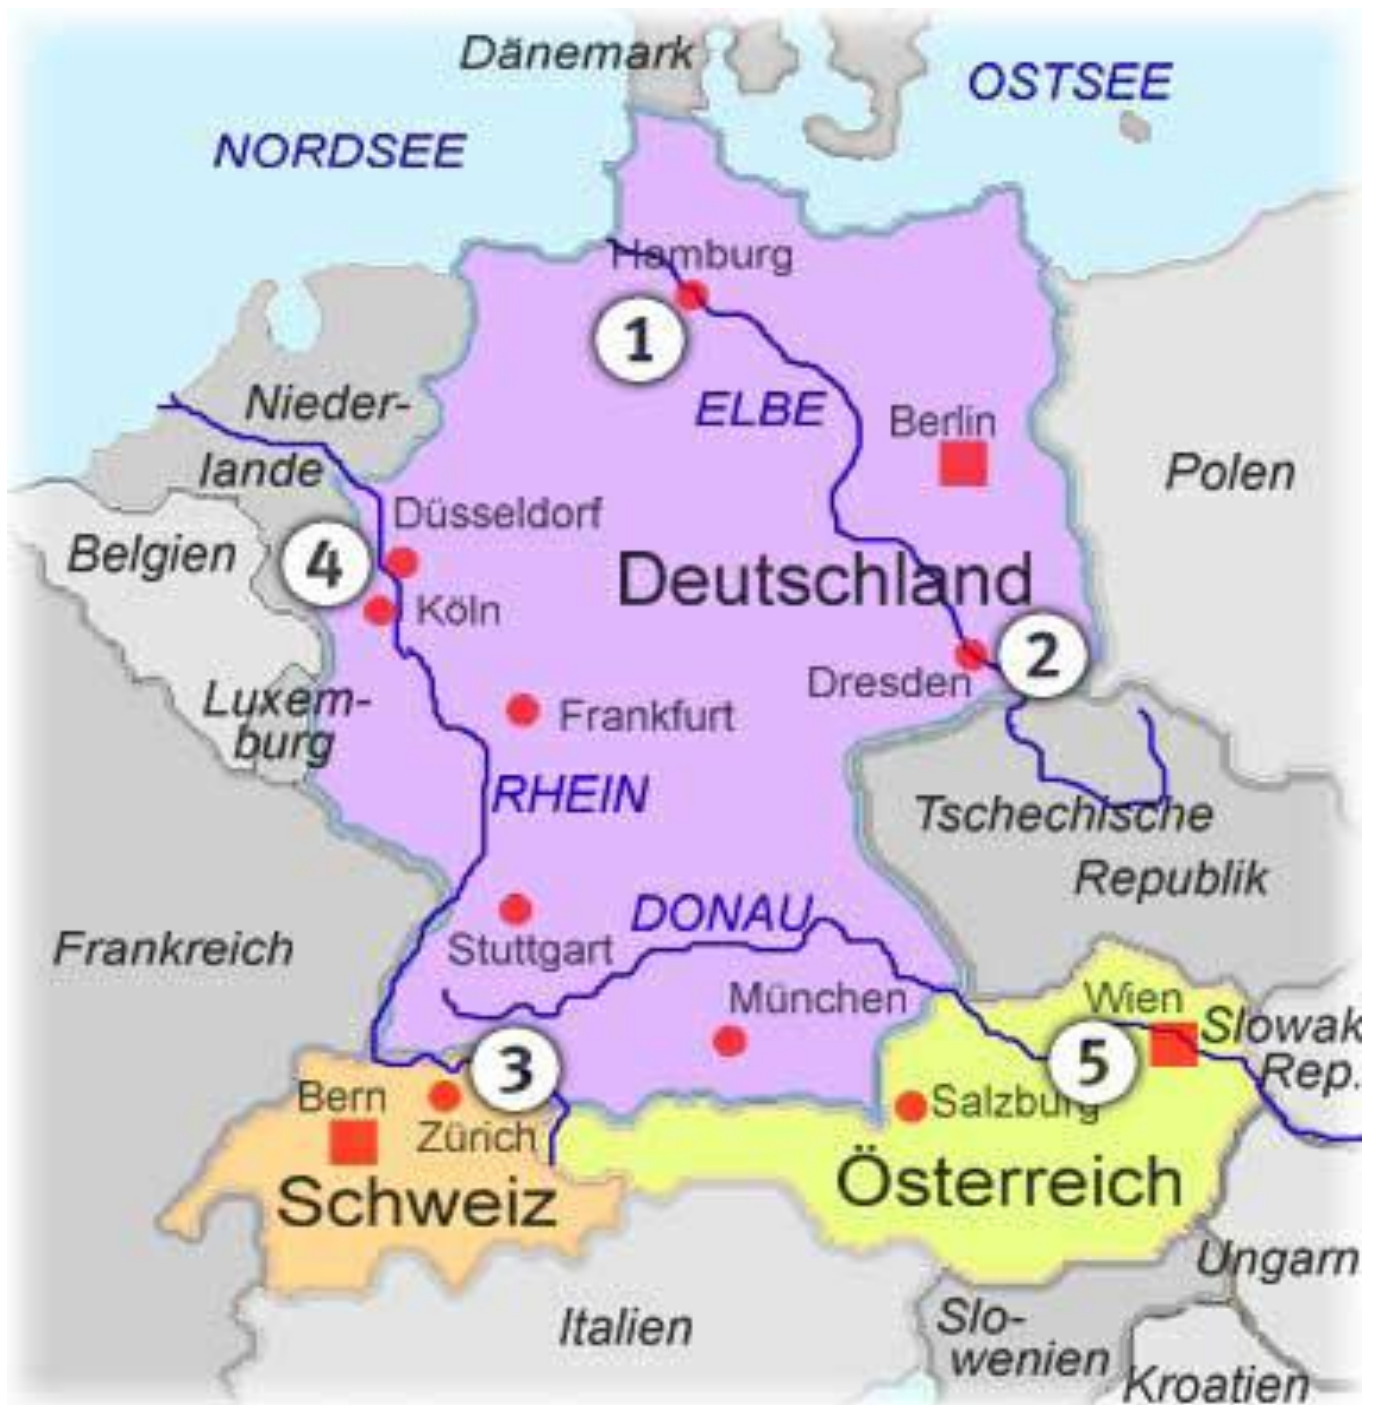 Dänemark
OSTSEE
NORDSEE
Hamburg
1
ELBE
Nieder-
lande
Berlin
Polen
Düsseldorf
Belgien
4
Deutschland
Köln
2
Dresden
Luxem-
burg
Frankfurt
RHEIN
Tschechische
Republik
DONAU
Frankreich
Stuttgart
München
Wien
Slowak
Rep.
3
5
Bern
Zürich
Salzburg
Schweiz
Österreich
Ungarn
Italien
Slo-
wenien
Kroatien